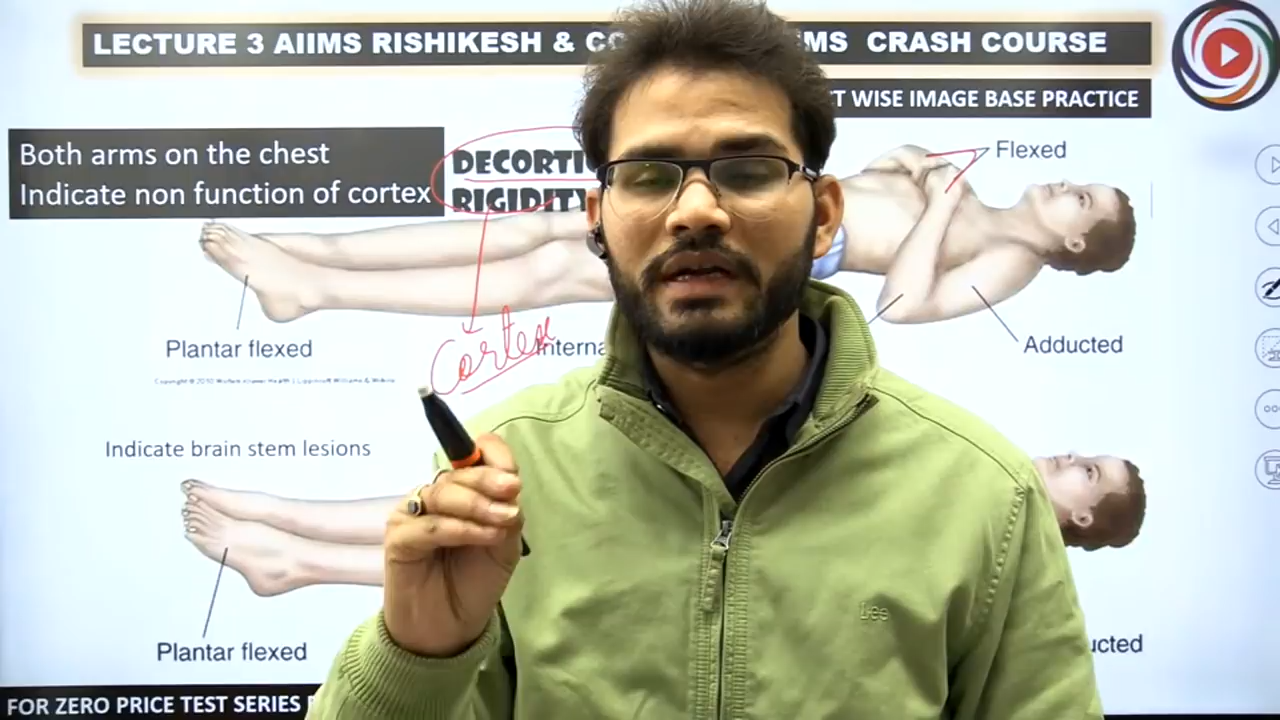 LECTURE 3 AIIMS RISHIKESH & CO MS CRASH COURSE
T WISE IMAGE BASE PRACTICE
Both arms on the chest
Indicate non function of cortex
DECORTI
RIGIDITY
Flexed
Cortex
Plantar flexed
Interna
Adducted
Indicate brain stem lesions
Lee
Plantar flexed
ucted
FOR ZERO PRICE TEST SERIES